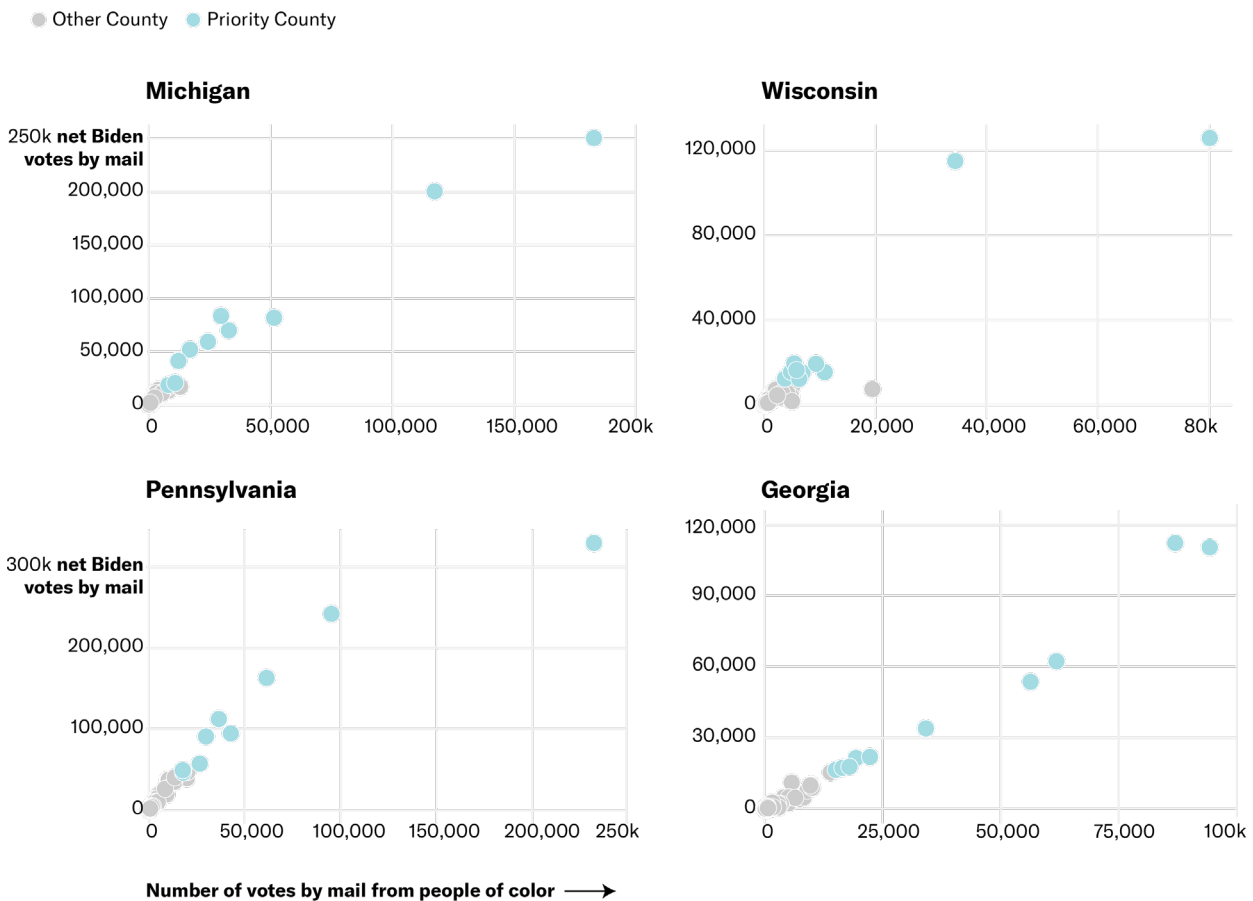 Other County Priority County
Michigan
250k net Biden
votes by mail
200,000
150,000
100,000
50,000
0
0 50,000 100,000 150,000 200k
Wisconsin
120,000
80,000
40,000
0
0 20,000 40,000 60,000 80k
Pennsylvania
300k net Biden
votes by mail
200,000
100,000
0
0 50,000 100,000 150,000 200,000 250k
Georgia
120,000
90,000
60,000
30,000
0
0 25,000 50,000 75,000 100k
Number of votes by mail from people of color